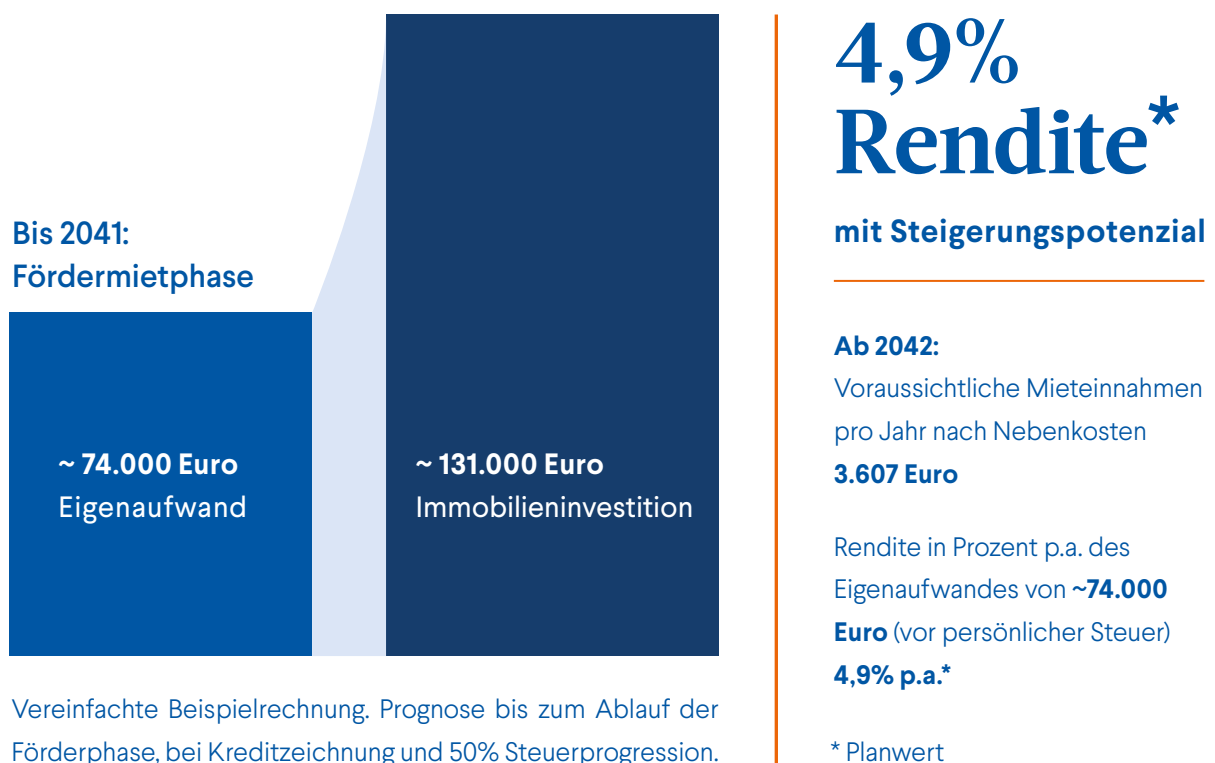 Bis 2041:
Fördermietphase
~ 74.000 Euro
Eigenaufwand
~ 131.000 Euro
Immobilieninvestition
Vereinfachte Beispielrechnung. Prognose bis zum Ablauf der
Förderphase, bei Kreditzeichnung und 50% Steuerprogression.
4,9%
Rendite*
mit Steigerungspotenzial
Ab 2042:
Voraussichtliche Mieteinnahmen
pro Jahr nach Nebenkosten
3.607 Euro
Rendite in Prozent p.a. des
Eigenaufwandes von ~74.000
Euro (vor persönlicher Steuer)
4,9% p.a.*
* Planwert